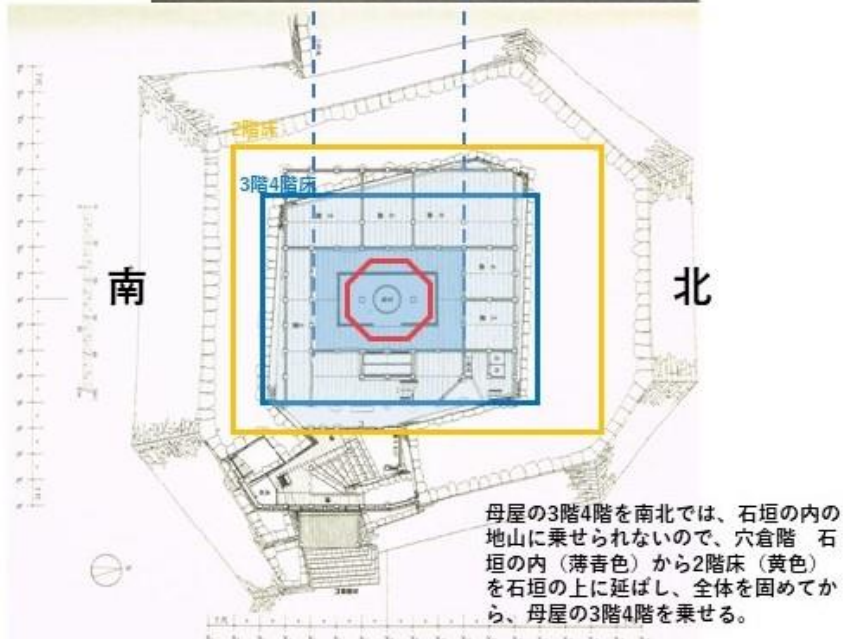 2階床
3階4階床
南
北
母屋の3階4階を南北では、石垣の内の
地山に乗せられないので、穴倉階　石
垣の内（薄青色）から2階床（黄色）
を石垣の上に延ばし、全体を固めてか
ら、母屋の3階4階を乗せる。